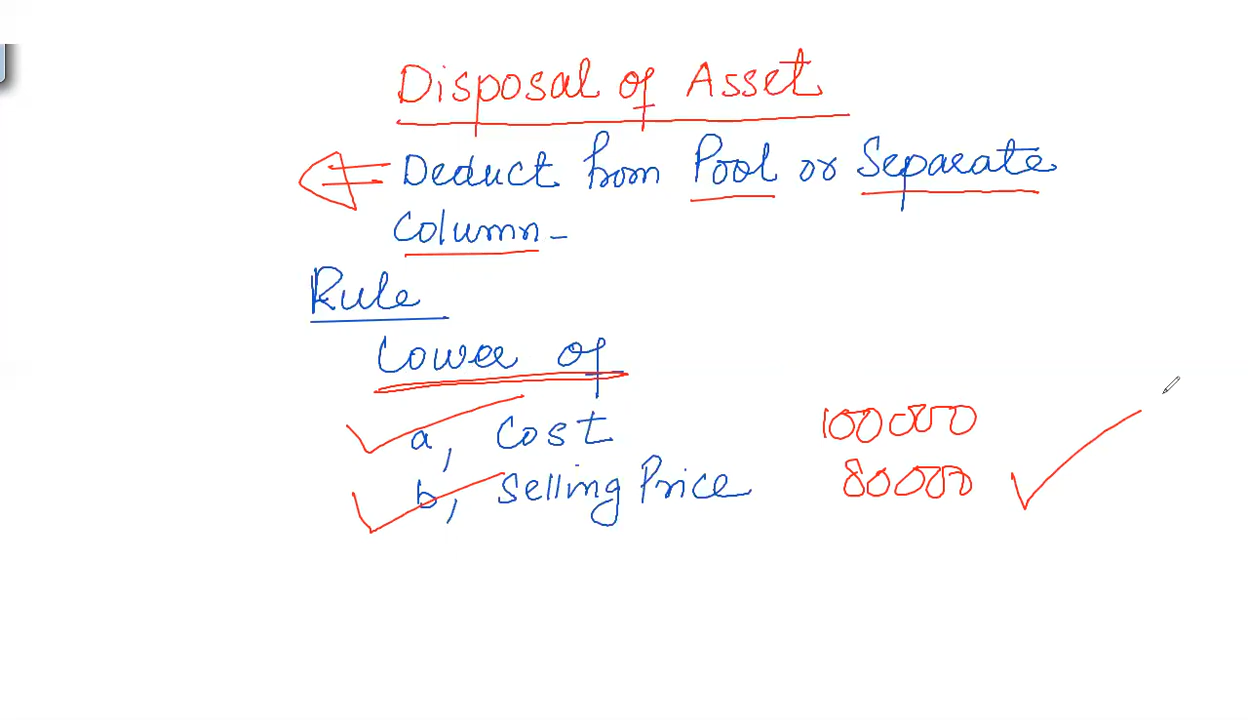 Disposal of Asset
Deduct from Pool or Separate
Column -
Rule
Lower of
a, Cost 100000
b, Selling Price 80000